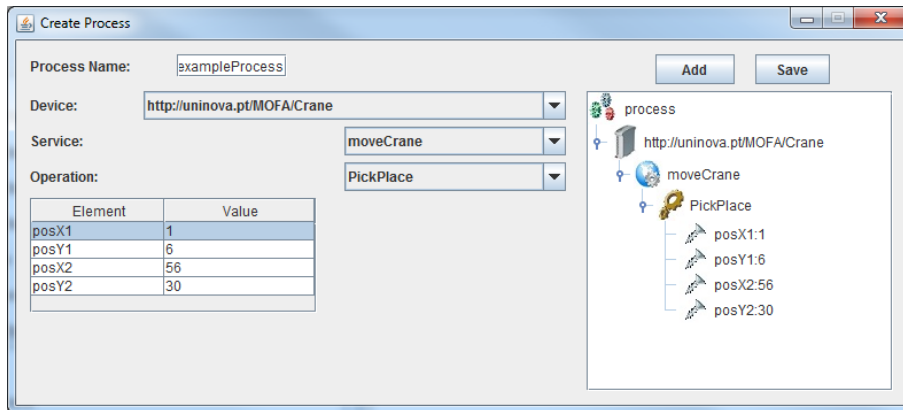 Create Process
Process Name: exampleProcess
Add Save
Device: http://uninova.pt/MOFA/Crane
Service: moveCrane
Operation: PickPlace
Element Value
posX1 1
posY1 6
posX2 56
posY2 30
process
http://uninova.pt/MOFA/Crane
moveCrane
PickPlace
posX1:1
posY1:6
posX2:56
posY2:30